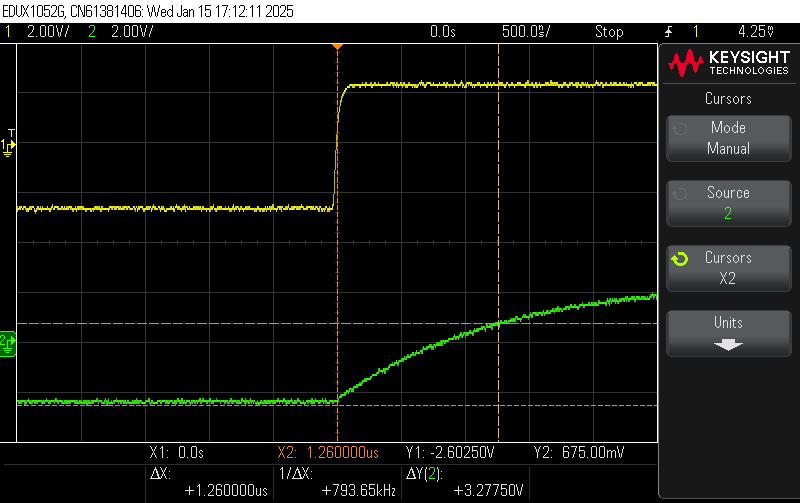 EDUX1052G, CN61381406: Wed Jan 15 17:12:11 2025
1 2.00V/ 2 2.00V/ 0.0s 500.0s/ Stop 1 4.25V
KEYSIGHT
TECHNOLOGIES
Cursors
Mode
Manual
Source
2
Cursors
X2
Units
T
1
2
X1: 0.0s X2: 1.260000us Y1: -2.60250V Y2: 675.00mV
ΔX: 1/ΔX: ΔY(2):
+1.260000us +793.65kHz +3.27750V